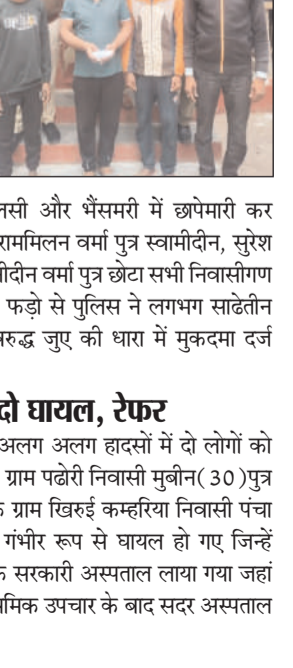 और भैंसमरी में छापेमारी कर
राममिलन वर्मा पुत्र स्वामीदीन, सुरेश
वर्मा पुत्र छोटा सभी निवासीगण
फड़ो से पुलिस ने लगभग साढेतीन
जुए की धारा में मुकदमा दर्ज
दो घायल, रेफर
अलग अलग हादसों में दो लोगों को
ग्राम पढोरी निवासी मुबीन( 30 )पुत्र
ग्राम खिरुई कम्हरिया निवासी पंचा
गंभीर रूप से घायल हो गए जिन्हें
सरकारी अस्पताल लाया गया जहां
उपचार के बाद सदर अस्पताल